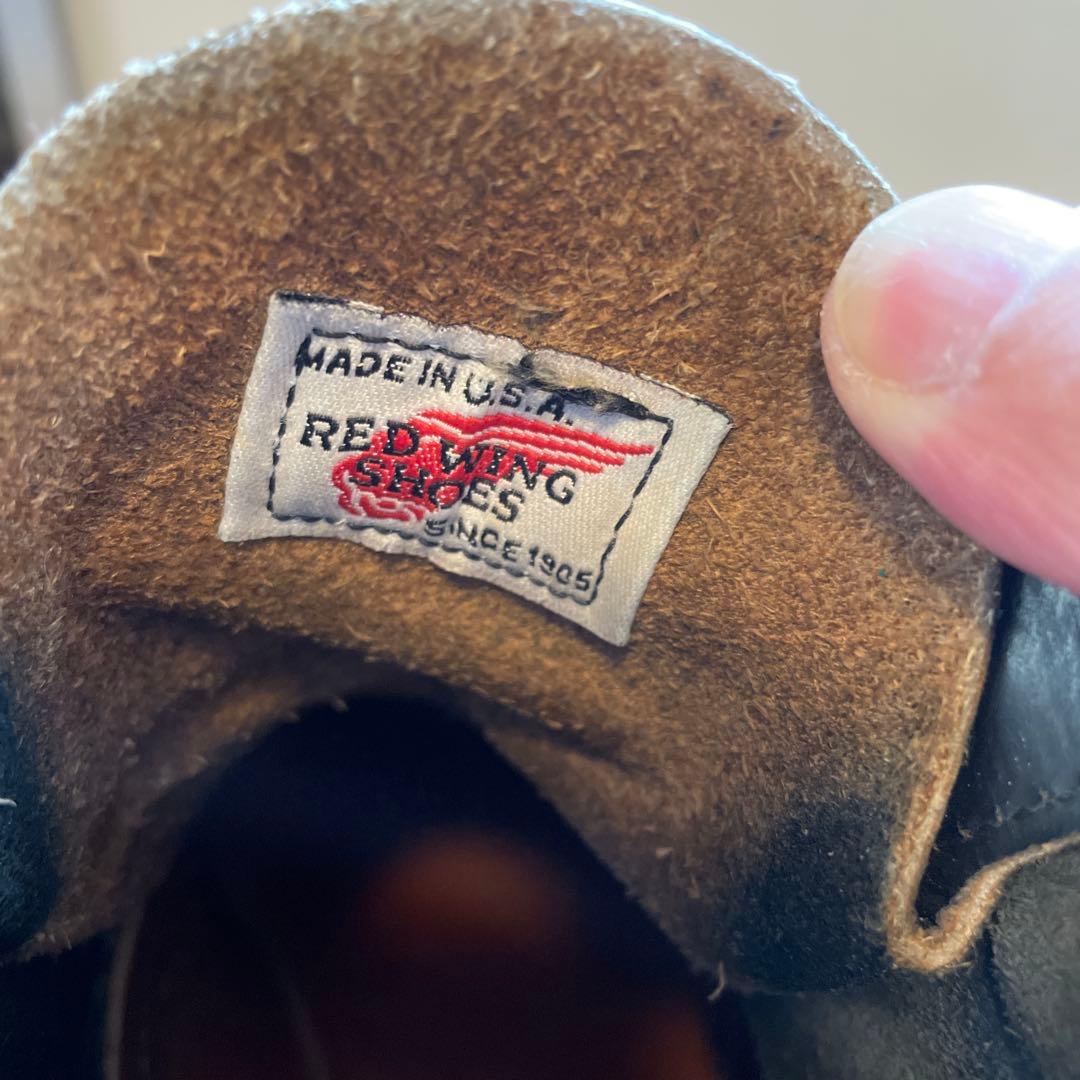 MADE IN U.S.A.
RED WING
SHOES
SINCE 1905